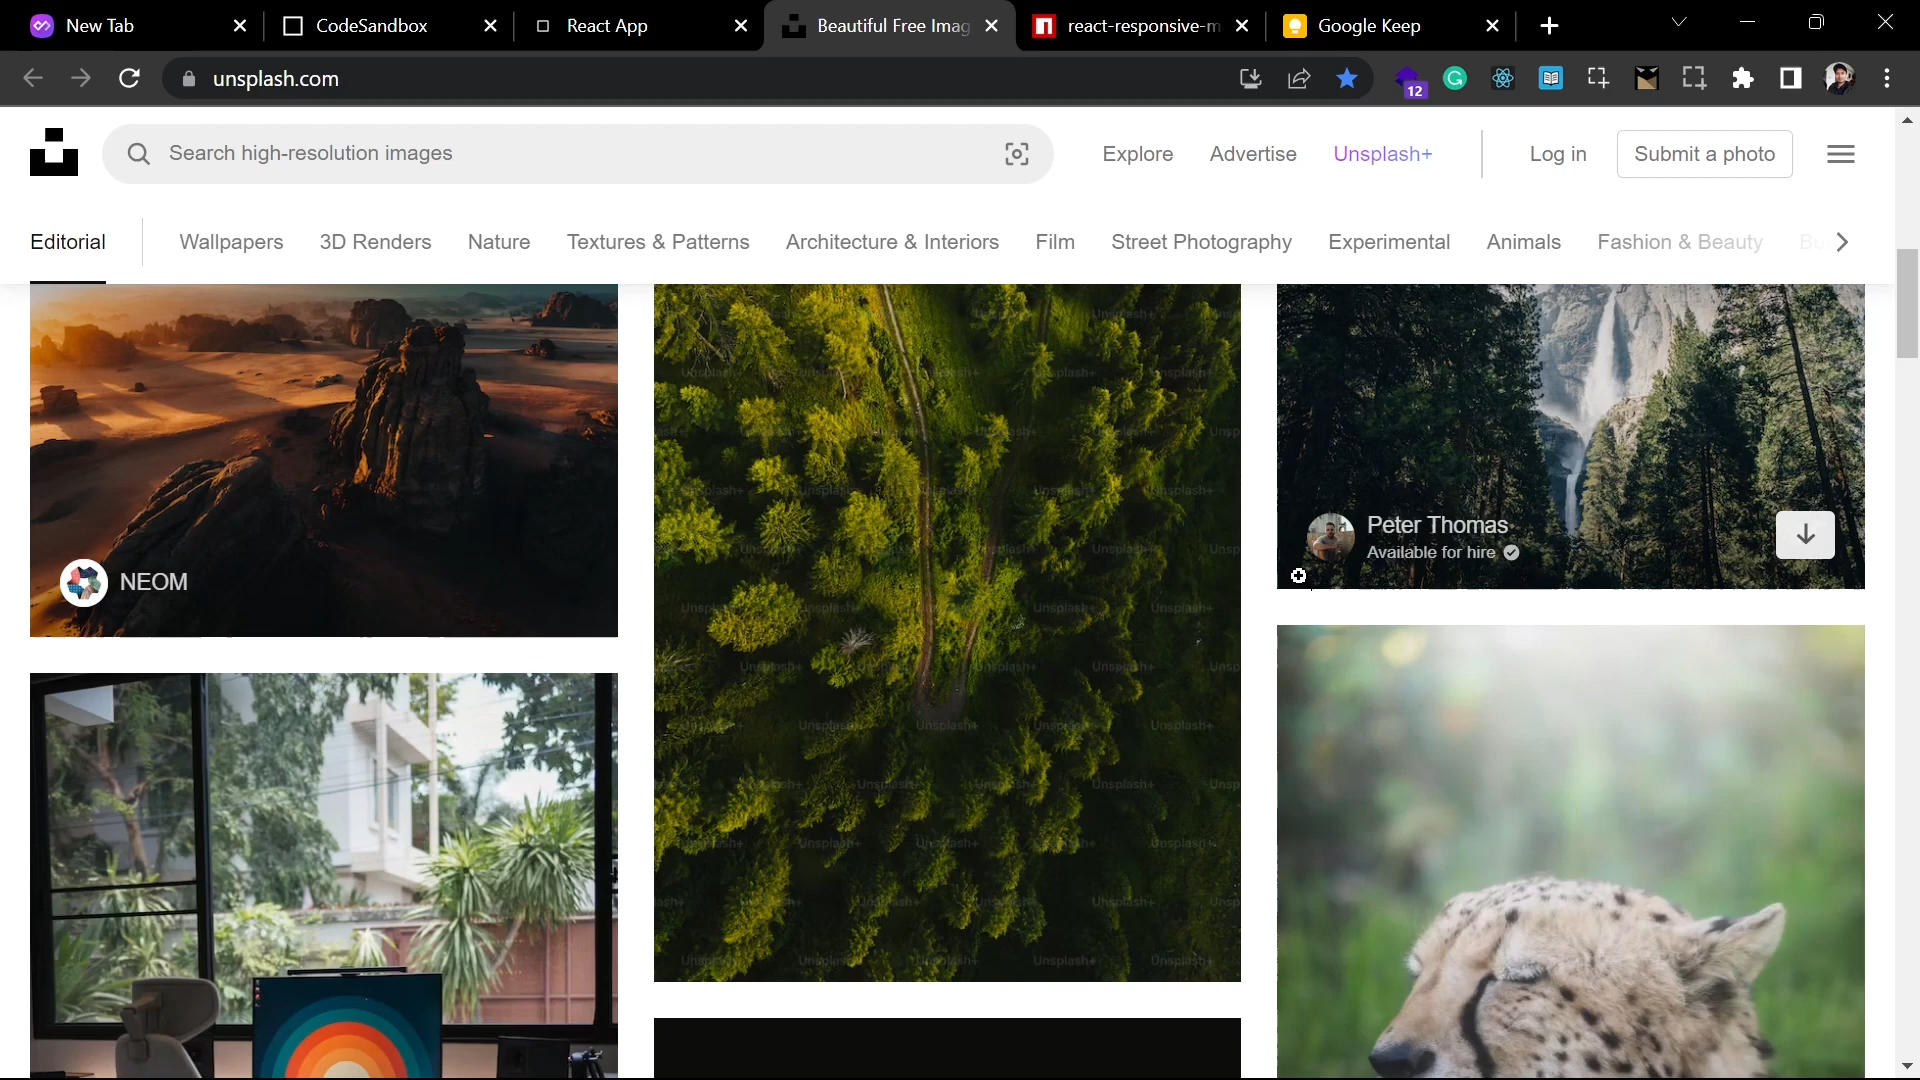 New Tab
CodeSandbox
React App
Beautiful Free Imag
react-responsive-m
Google Keep
unsplash.com
12
Search high-resolution images
Explore
Advertise
Unsplash+
Log in
Submit a photo
Editorial
Wallpapers
3D Renders
Nature
Textures & Patterns
Architecture & Interiors
Film
Street Photography
Experimental
Animals
Fashion & Beauty
NEOM
Peter Thomas
Available for hire